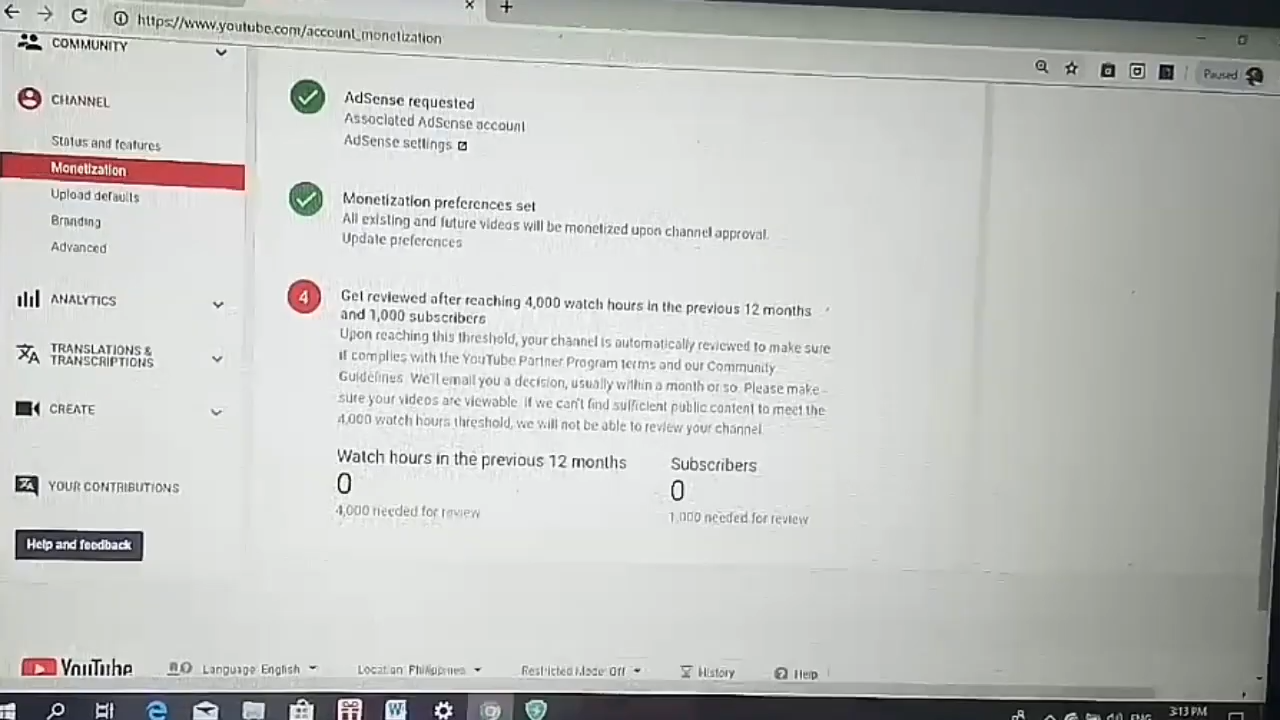 https://www.youtube.com/account_monetization
Paused
COMMUNITY
CHANNEL
Status and features
Monetization
Upload defaults
Branding
Advanced
ANALYTICS
TRANSLATIONS &
TRANSCRIPTIONS
CREATE
YOUR CONTRIBUTIONS
Help and feedback
AdSense requested
Associated AdSense account
AdSense settings
Monetization preferences set
All existing and future videos will be monetized upon channel approval.
Update preferences
4
Get reviewed after reaching 4,000 watch hours in the previous 12 months
and 1,000 subscribers
Upon reaching this threshold, your channel is automatically reviewed to make sure
it complies with the YouTube Partner Program terms and our Community
Guidelines. We'll email you a decision, usually within a month or so. Please make
sure your videos are viewable. If we can't find sufficient public content to meet the
4,000 watch hours threshold, we will not be able to review your channel.
Watch hours in the previous 12 months
0
4,000 needed for review
Subscribers
0
1,000 needed for review
YouTube
Language: English
Location: Philippines
Restricted Mode: Off
History
Help
ENG
3:13 PM